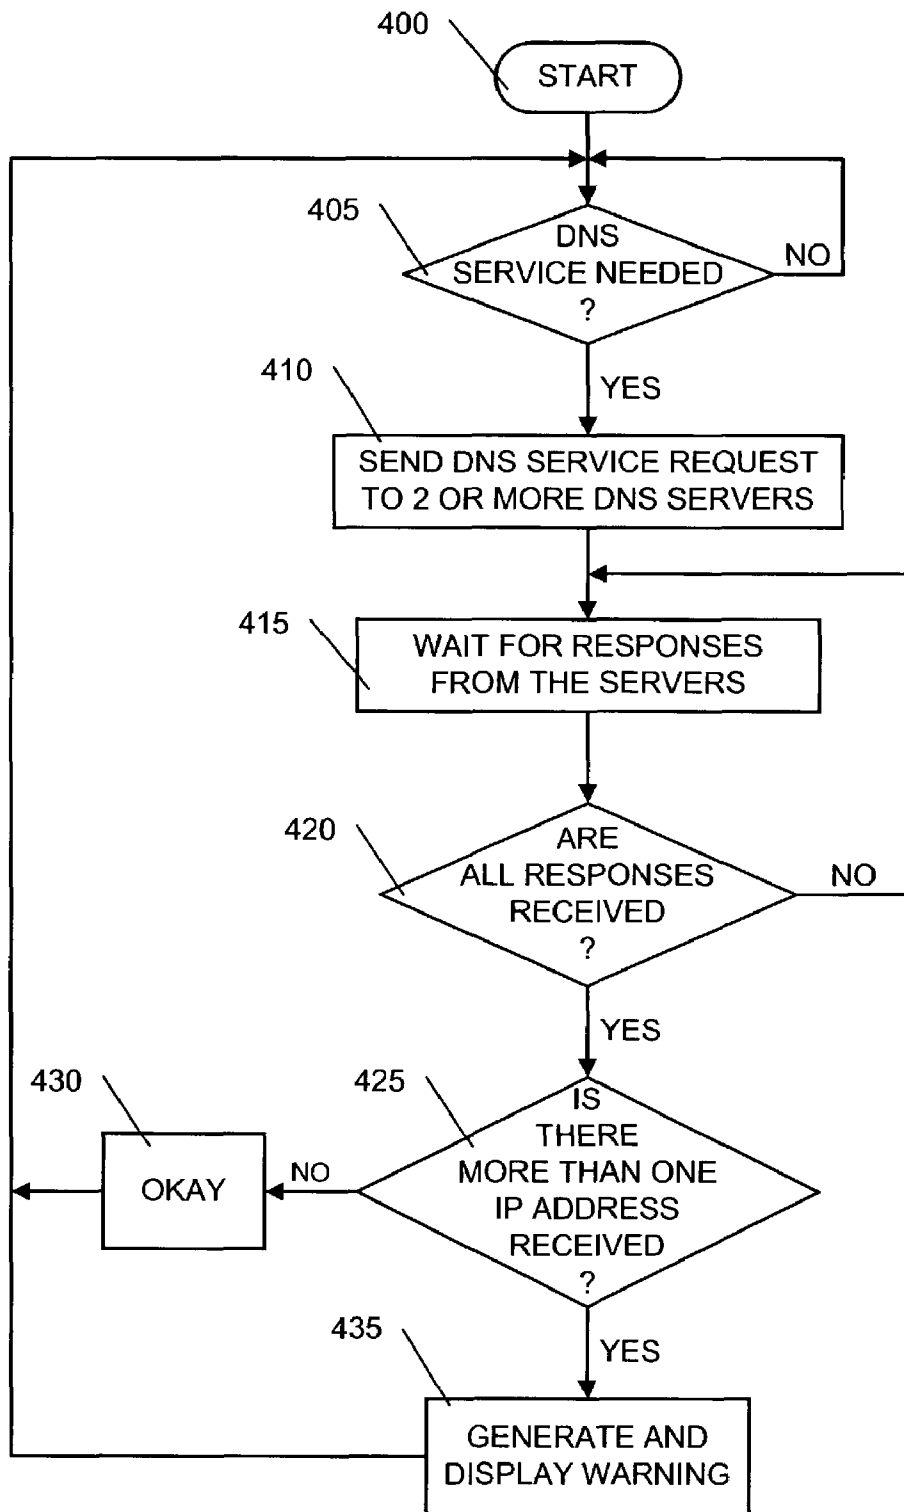 400
START
405
DNS
SERVICE NEEDED
?
NO
YES
410
SEND DNS SERVICE REQUEST
TO 2 OR MORE DNS SERVERS
415
WAIT FOR RESPONSES
FROM THE SERVERS
420
ARE
ALL RESPONSES
RECEIVED
?
NO
YES
430
OKAY
NO
425
IS
THERE
MORE THAN ONE
IP ADDRESS
RECEIVED
?
YES
435
GENERATE AND
DISPLAY WARNING